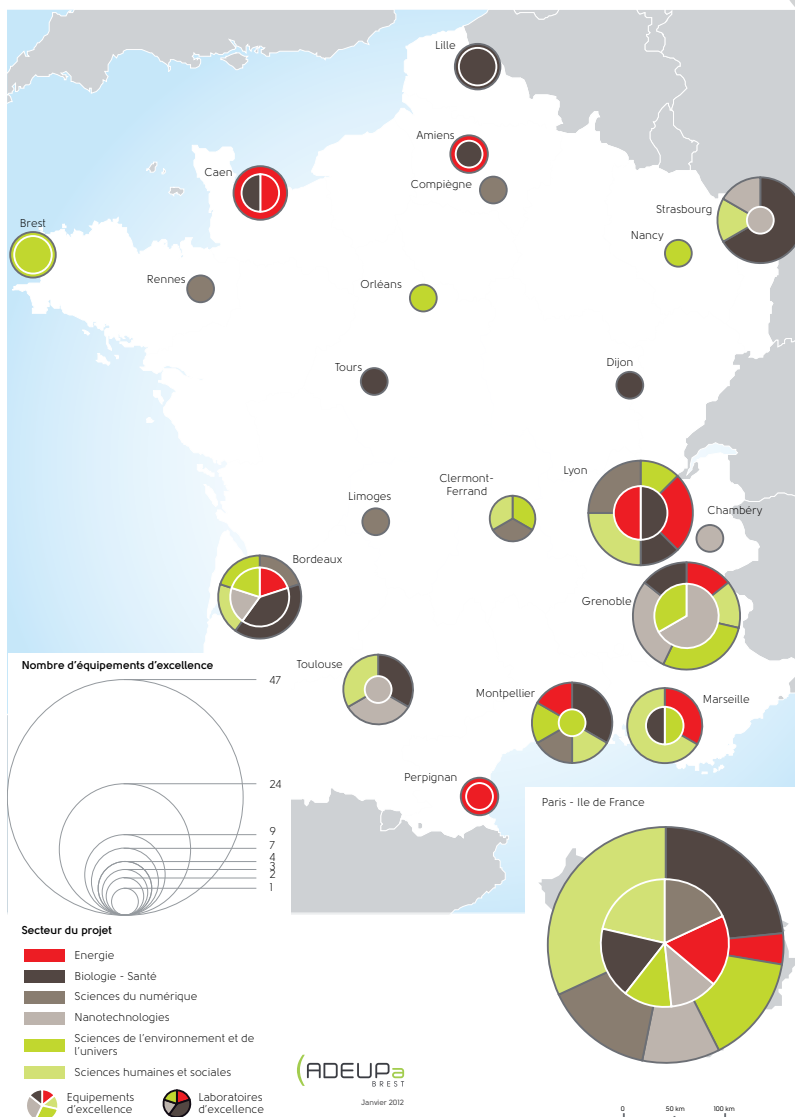 Lille
Amiens
Caen
Compiègne
Strasbourg
Brest
Nancy
Rennes
Orléans
Tours
Dijon
Lyon
Clermont-
Ferrand
Limoges
Chambéry
Bordeaux
Grenoble
Toulouse
Montpellier
Marseille
Perpignan
Nombre d'équipements d'excellence
47
24
9
7
4
3
2
1
Paris - Ile de France
Secteur du projet
Energie
Biologie - Santé
Sciences du numérique
Nanotechnologies
Sciences de l'environnement et de
l'univers
Sciences humaines et sociales
Equipements
d'excellence
Laboratoires
d'excellence
ADEUPa
BREST
Janvier 2012
0 50 km 100 km